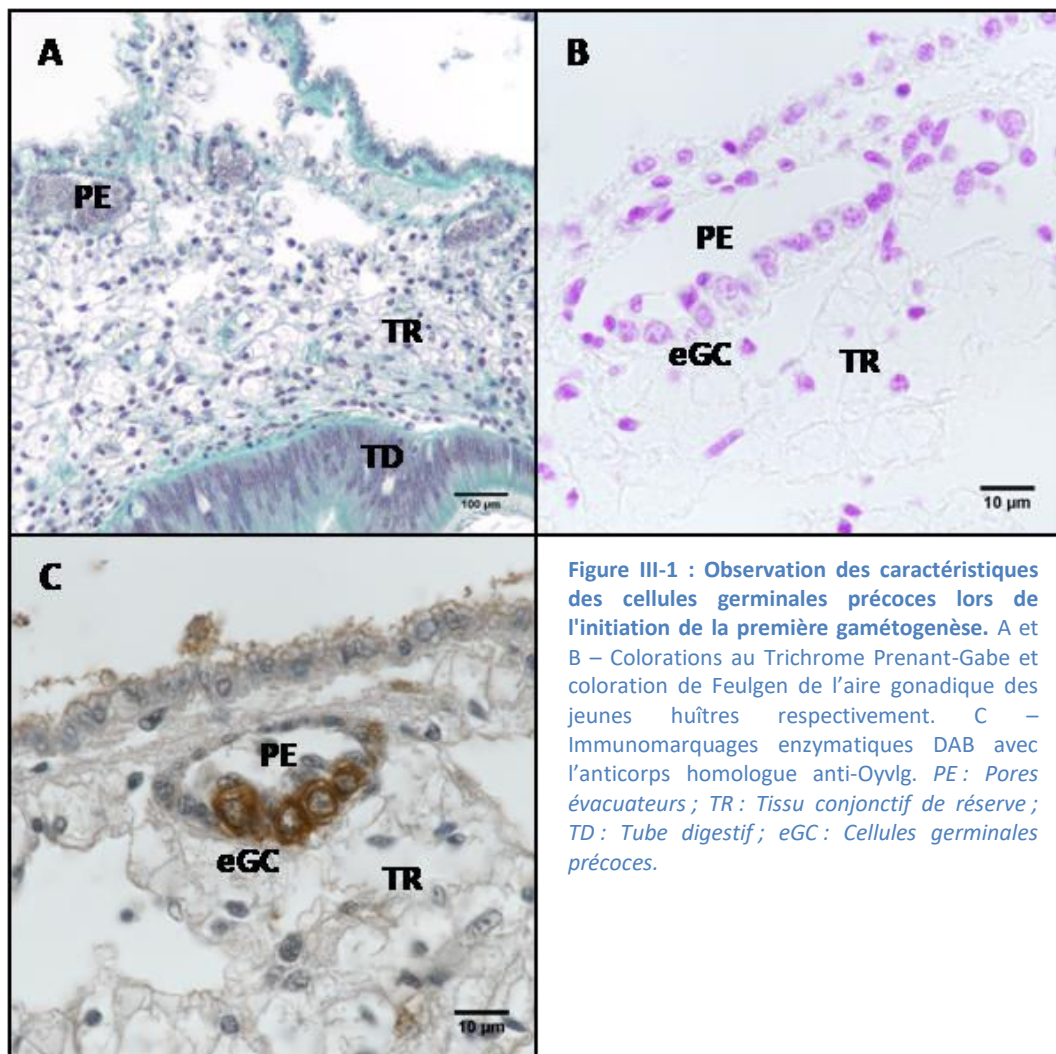 A
PE
TR
TD
100 µm
B
PE
eGC
TR
10 µm
C
PE
eGC
TR
10 µm
Figure III-1 : Observation des caractéristiques
des cellules germinales précoces lors de
l'initiation de la première gamétogenèse. A et
B – Colorations au Trichrome Prenant-Gabe et
coloration de Feulgen de l’aire gonadique des
jeunes huîtres respectivement. C –
Immunomarquages enzymatiques DAB avec
l’anticorps homologue anti-Oyvlg. PE : Pores
évacuateurs ; TR : Tissu conjonctif de réserve ;
TD : Tube digestif ; eGC : Cellules germinales
précoces.